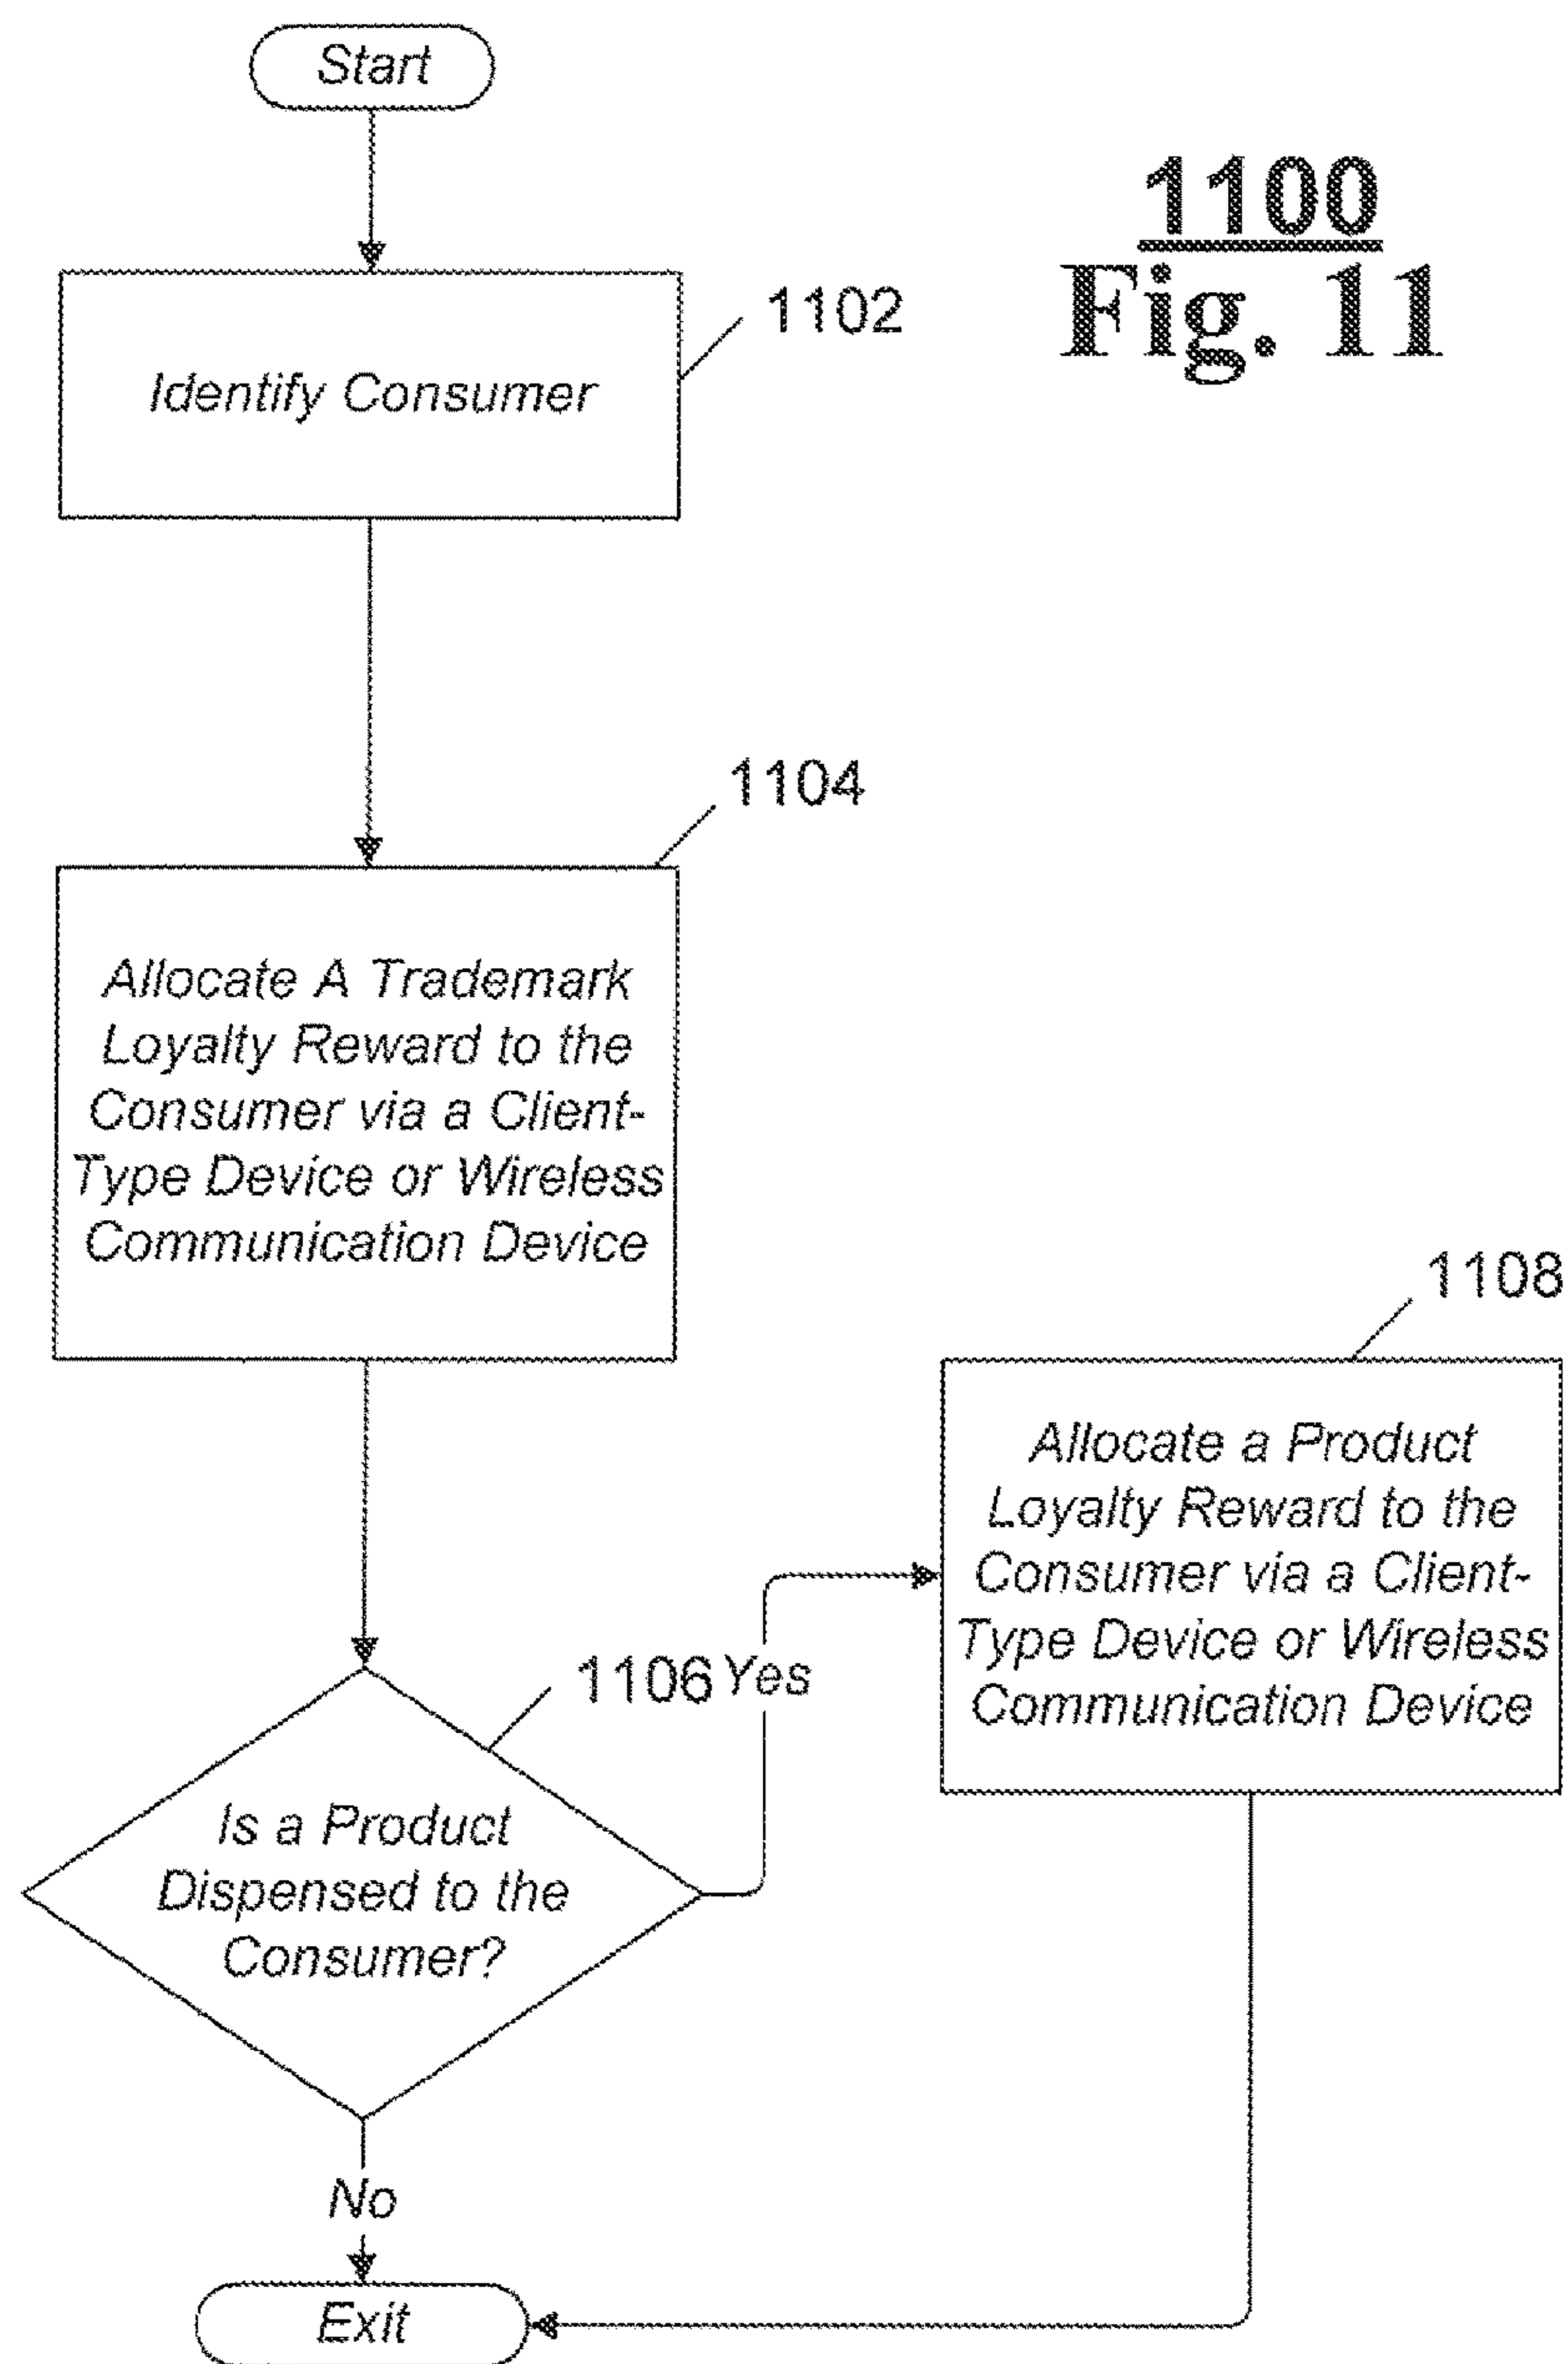 Start
1100
Fig. 11
1102
Identify Consumer
1104
Allocate A Trademark
Loyalty Reward to the
Consumer via a Client-
Type Device or Wireless
Communication Device
1108
Allocate a Product
Loyalty Reward to the
Consumer via a Client-
Type Device or Wireless
Communication Device
1106 Yes
Is a Product
Dispensed to the
Consumer?
No
Exit